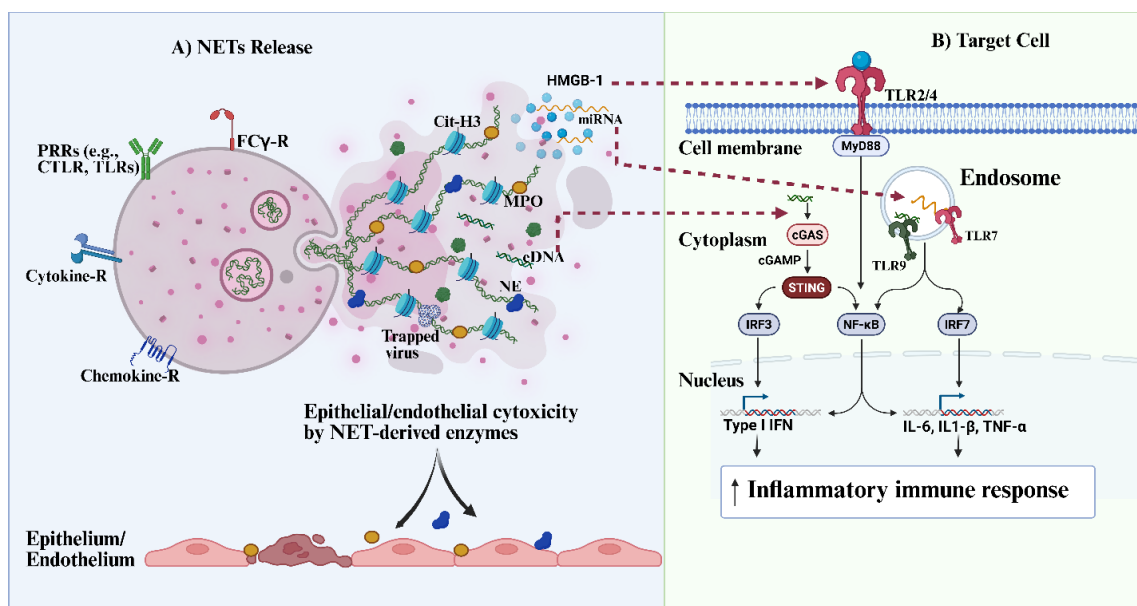 A) NETs Release
PRRs (e.g.,
CTLR, TLRs)
FCγ-R
Cytokine-R
Chemokine-R
Cit-H3
HMGB-1
miRNA
MPO
cDNA
NE
Trapped
virus
Epithelial/endothelial cytoxicity
by NET-derived enzymes
Epithelium/
Endothelium
B) Target Cell
TLR2/4
Cell membrane
MyD88
Endosome
TLR7
TLR9
Cytoplasm
cGAS
cGAMP
STING
IRF3
NF-κB
IRF7
Nucleus
Type I IFN
IL-6, IL1-β, TNF-α
↑ Inflammatory immune response